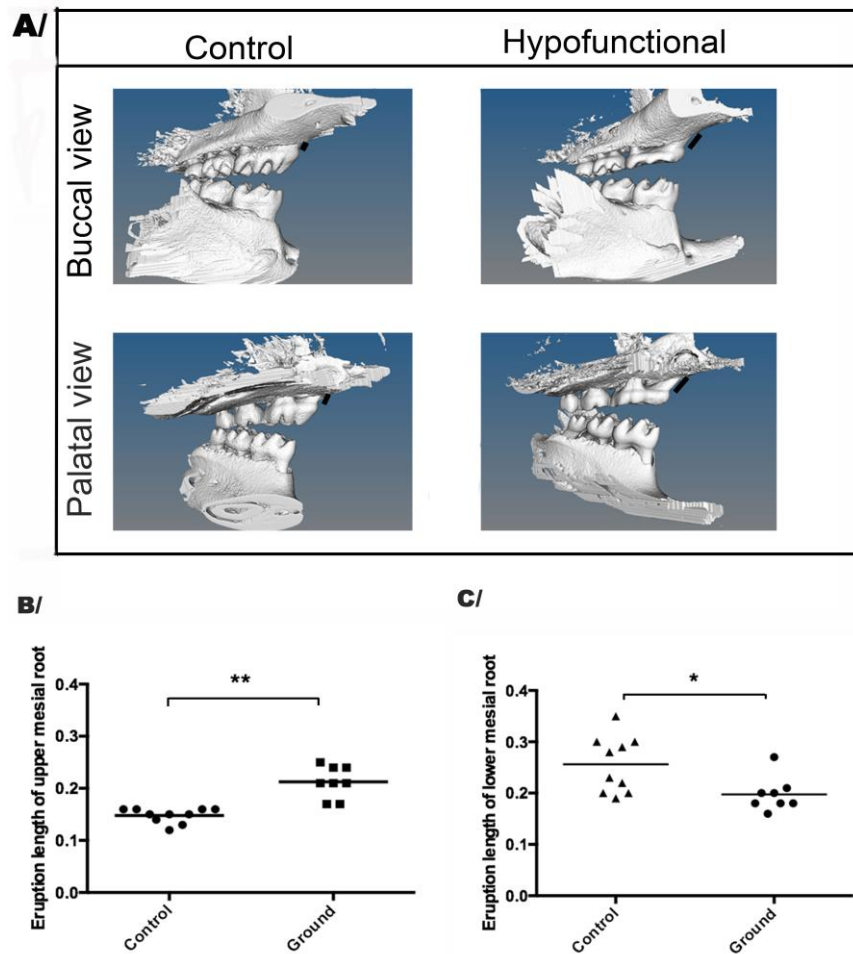 A/
Control Hypofunctional
Buccal view
Palatal view
B/
Eruption length of upper mesial root
0.4
0.3
0.2
0.1
0.0
**
Control
Ground
C/
Eruption length of lower mesial root
0.4
0.3
0.2
0.1
0.0
*
Control
Ground